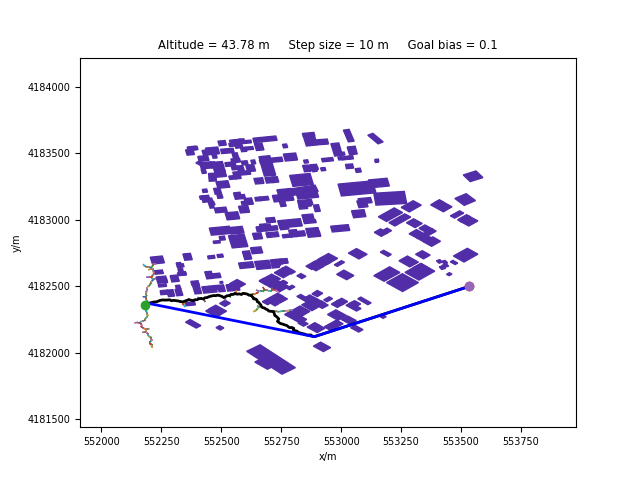 Altitude = 43.78 m Step size = 10 m Goal bias = 0.1
4184000
4183500
4183000
4182500
4182000
4181500
y/m
552000 552250 552500 552750 553000 553250 553500 553750
x/m